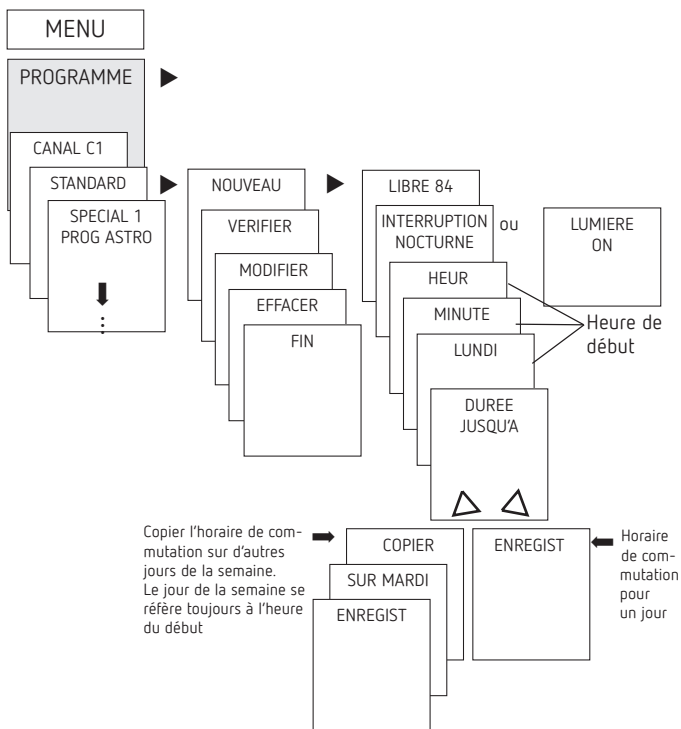 MENU
PROGRAMME
CANAL C1
STANDARD
SPECIAL 1
PROG ASTRO
NOUVEAU
VERIFIER
MODIFIER
EFFACER
FIN
LIBRE 84
INTERRUPTION
NOCTURNE
ou
LUMIERE
ON
HEUR
MINUTE
LUNDI
Heure de
début
DUREE
JUSQU'A
Copier l'horaire de com-
mutation sur d'autres
jours de la semaine.
Le jour de la semaine se
réfère toujours à l'heure
du début
COPIER
SUR MARDI
ENREGIST
ENREGIST
Horaire
de com-
mutation
pour
un jour